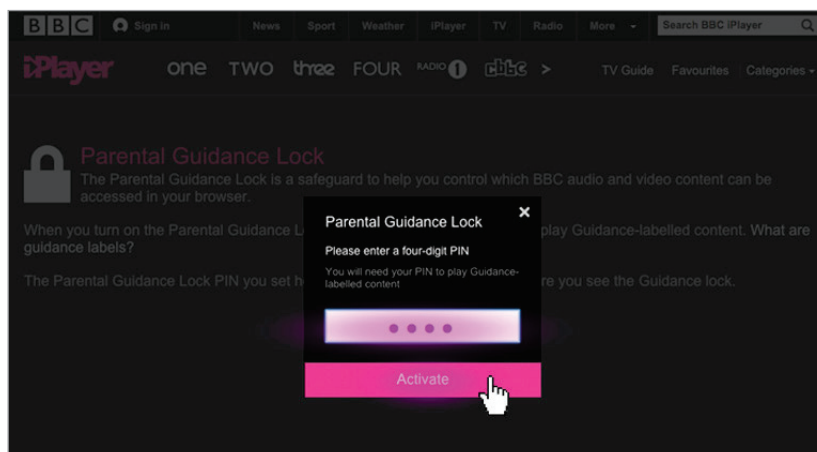 BBC Sign in News Sport Weather iPlayer TV Radio More Search BBC iPlayer
iPlayer one TWO three FOUR RADIO 1 CBBC > TV Guide Favourites Categories
Parental Guidance Lock
The Parental Guidance Lock is a safeguard to help you control which BBC audio and video content can be
accessed in your browser.
When you turn on the Parental Guidance L play Guidance-labelled content. What are
guidance labels?
The Parental Guidance Lock PIN you set h re you see the Guidance lock.
Parental Guidance Lock ×
Please enter a four-digit PIN
You will need your PIN to play Guidance-
labelled content
Activate